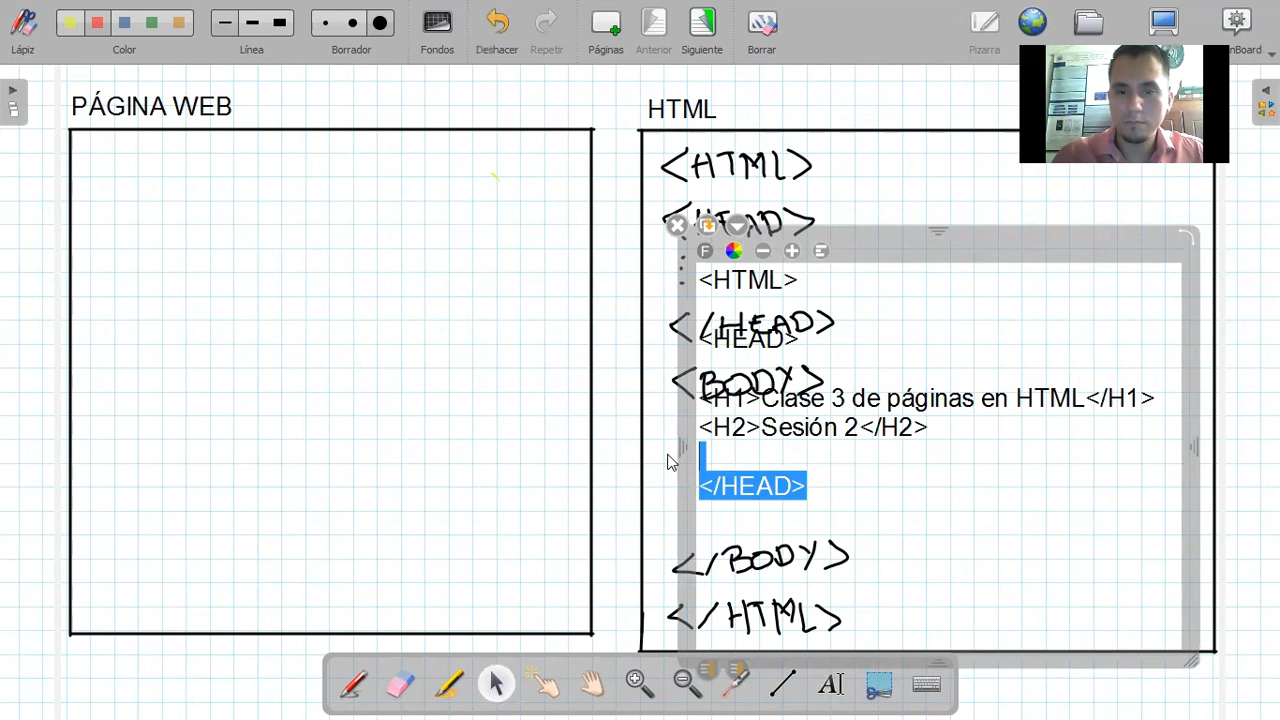 Lápiz
Color
Línea
Borrador
Fondos
Deshacer
Repetir
Páginas
Anterior
Siguiente
Borrar
Pizarra
nBoard
PÁGINA WEB
HTML
<HTML>
<HEAD>
<HTML>
</HEAD>
<HEAD>
<BODY>
<H1>Clase 3 de páginas en HTML</H1>
<H2>Sesión 2</H2>
</HEAD>
</BODY>
</HTML>